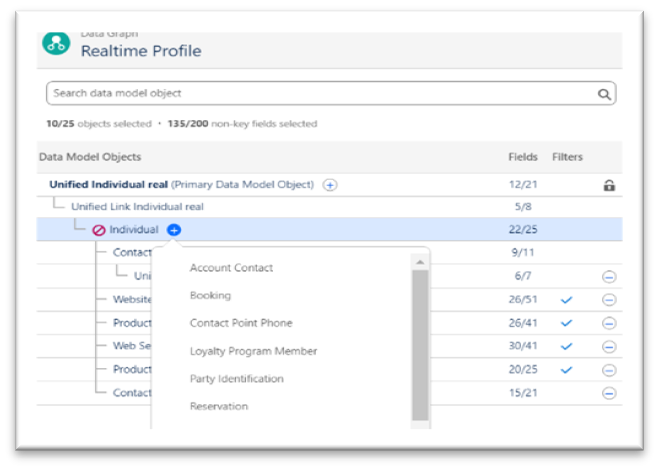 Data Graph
Realtime Profile
Search data model object
10/25 objects selected • 135/200 non-key fields selected
Data Model Objects Fields Filters
Unified Individual real (Primary Data Model Object) 12/21
Unified Link Individual real 5/8
Individual 22/25
Contact 9/11
Account Contact
Uni 6/7
Booking
Website 26/51
Contact Point Phone
Product 26/41
Web Se 30/41
Loyalty Program Member
Product 20/25
Party Identification
Contact 15/21
Reservation